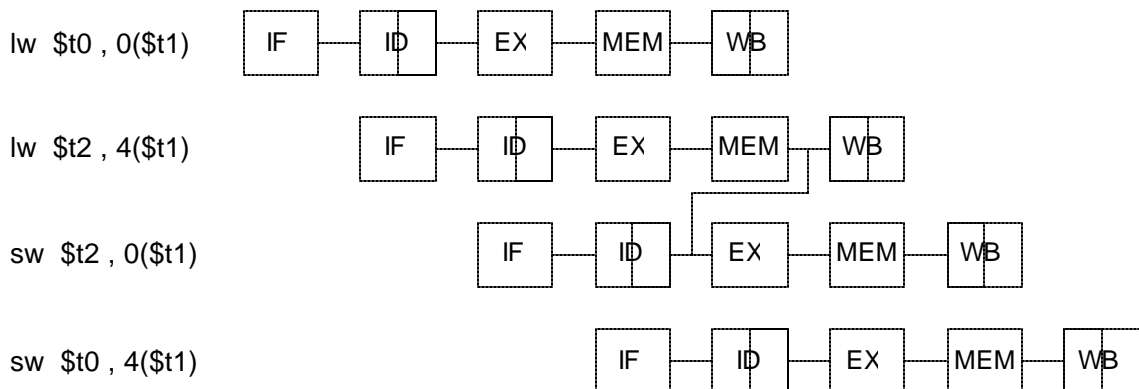 lw $t0 , 0($t1) IF ID EX MEM WB
lw $t2 , 4($t1) IF ID EX MEM WB
sw $t2 , 0($t1) IF ID EX MEM WB
sw $t0 , 4($t1) IF ID EX MEM WB